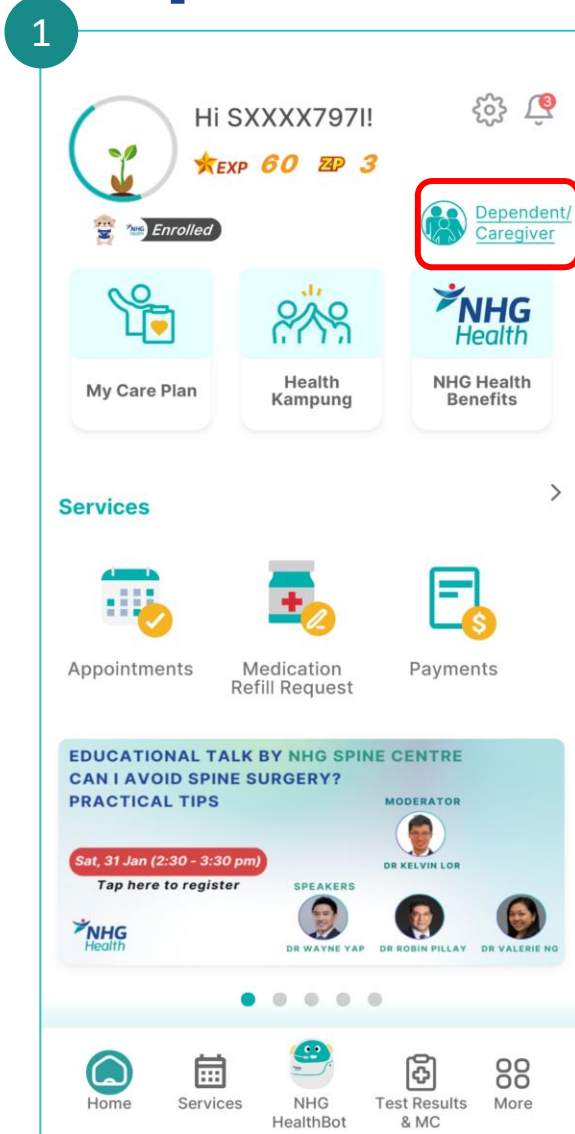 1
Hi SXXXX797I!
3
EXP 60 ZP 3
NHG Health Enrolled
Dependent/
Caregiver
NHG
Health
My Care Plan
Health
Kampung
NHG Health
Benefits
Services
Appointments
Medication
Refill Request
Payments
EDUCATIONAL TALK BY NHG SPINE CENTRE
CAN I AVOID SPINE SURGERY?
PRACTICAL TIPS
MODERATOR
DR KELVIN LOR
Sat, 31 Jan (2:30 - 3:30 pm)
Tap here to register
SPEAKERS
NHG
Health
DR WAYNE YAP
DR ROBIN PILLAY
DR VALERIE NG
Home
Services
NHG
HealthBot
Test Results
& MC
More